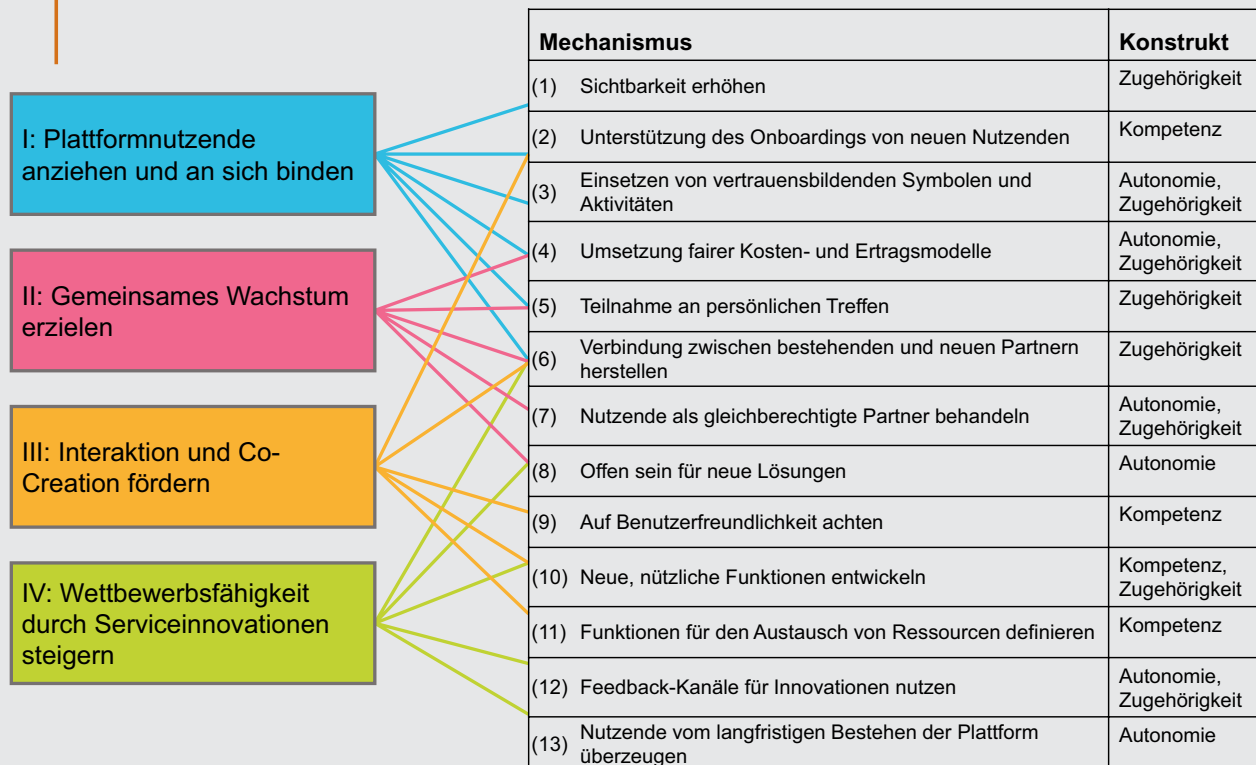 I: Plattformnutzende
anziehen und an sich binden
II: Gemeinsames Wachstum
erzielen
III: Interaktion und Co-
Creation fördern
IV: Wettbewerbsfähigkeit
durch Serviceinnovationen
steigern
Mechanismus Konstrukt
(1) Sichtbarkeit erhöhen Zugehörigkeit
(2) Unterstützung des Onboardings von neuen Nutzenden Kompetenz
(3) Einsetzen von vertrauensbildenden Symbolen und
Aktivitäten
Autonomie,
Zugehörigkeit
(4) Umsetzung fairer Kosten- und Ertragsmodelle
Autonomie,
Zugehörigkeit
(5) Teilnahme an persönlichen Treffen Zugehörigkeit
(6) Verbindung zwischen bestehenden und neuen Partnern
herstellen
Zugehörigkeit
(7) Nutzende als gleichberechtigte Partner behandeln
Autonomie,
Zugehörigkeit
(8) Offen sein für neue Lösungen Autonomie
(9) Auf Benutzerfreundlichkeit achten Kompetenz
(10) Neue, nützliche Funktionen entwickeln
Kompetenz,
Zugehörigkeit
(11) Funktionen für den Austausch von Ressourcen definieren Kompetenz
(12) Feedback-Kanäle für Innovationen nutzen
Autonomie,
Zugehörigkeit
(13) Nutzende vom langfristigen Bestehen der Plattform
überzeugen
Autonomie